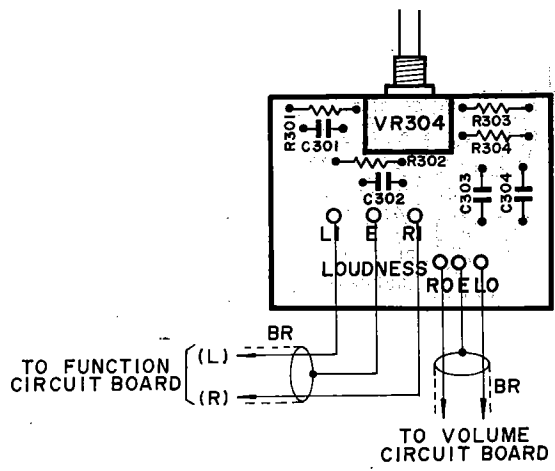 VR304
R301
C301
R303
R304
R302
C302
C303
C304
LI E RI
LOUDNESS
RO E LO
BR
TO FUNCTION
CIRCUIT BOARD
(L)
(R)
BR
TO VOLUME
CIRCUIT BOARD